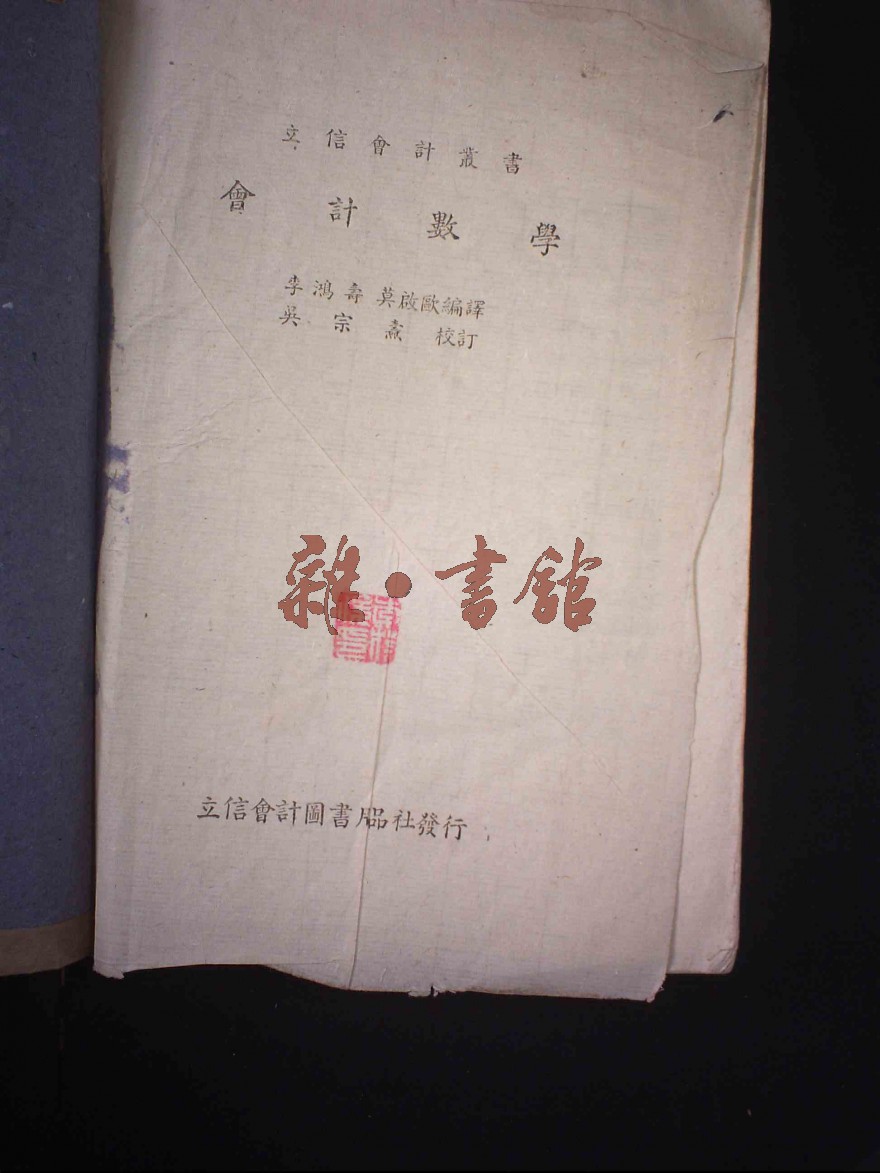 立信會計叢書
會計數學
李鴻壽 莫啟歐編譯
吳宗燾 校訂
雜·書館
立信會計圖書用品社發行